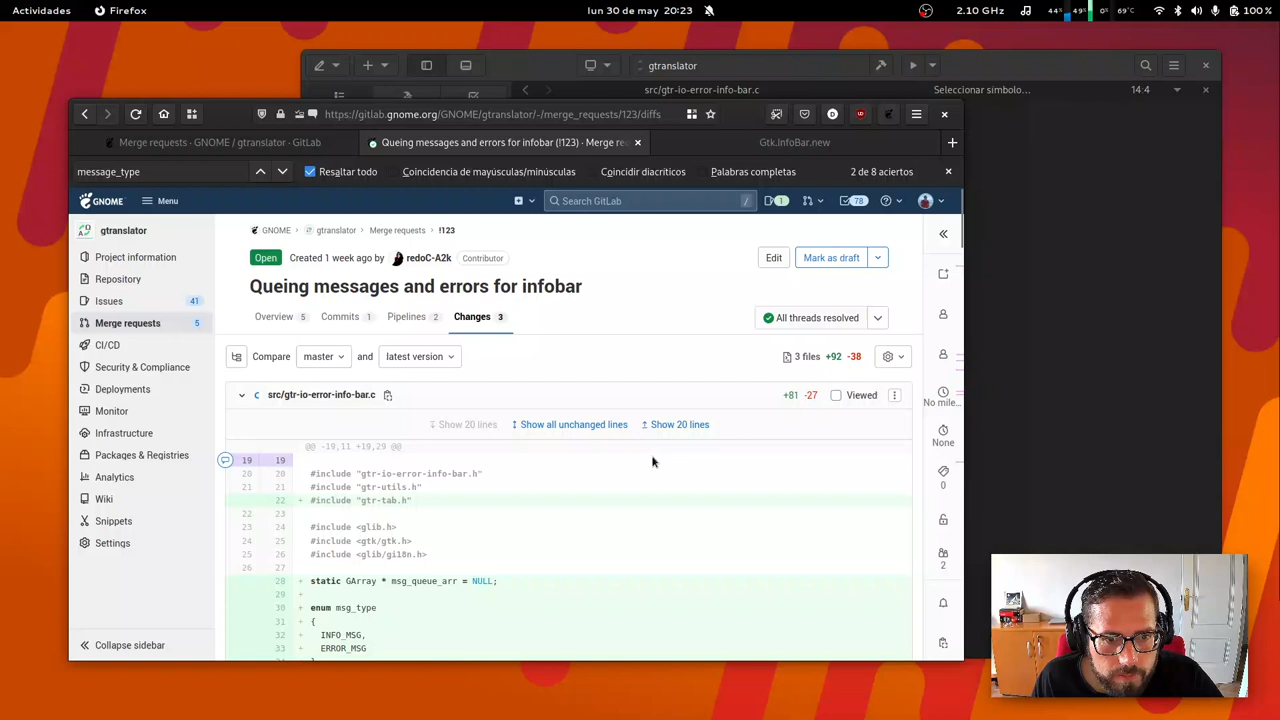 Actividades
Firefox
lun 30 de may 20:23
2.10 GHz
44%
49%
0%
69°C
100 %
gtranslator
src/gtr-io-error-info-bar.c
Seleccionar simbolo...
14:4
https://gitlab.gnome.org/GNOME/gtranslator/-/merge_requests/123/diffs
Merge requests · GNOME / gtranslator · GitLab
Queing messages and errors for infobar (!123) · Merge re
Gtk.InfoBar.new
message_type
Resaltar todo
Coincidencia de mayúsculas/minúsculas
Coincidir diacríticos
Palabras completas
2 de 8 aciertos
GNOME
Menu
Search GitLab
/
1
78
gtranslator
Project information
Repository
Issues
41
Merge requests
5
CI/CD
Security & Compliance
Deployments
Monitor
Infrastructure
Packages & Registries
Analytics
Wiki
Snippets
Settings
Collapse sidebar
GNOME › gtranslator › Merge requests › !123
Open
Created 1 week ago by redoC-A2k
Contributor
Edit
Mark as draft
Queing messages and errors for infobar
Overview 5
Commits 1
Pipelines 2
Changes 3
All threads resolved
Compare master and latest version
3 files +92 -38
src/gtr-io-error-info-bar.c
+81 -27
Viewed
Show 20 lines
Show all unchanged lines
Show 20 lines
@@ -19,11 +19,29 @@
19 19
20 20 #include "gtr-io-error-info-bar.h"
21 21 #include "gtr-utils.h"
22 + #include "gtr-tab.h"
22 23
23 24 #include <glib.h>
24 25 #include <gtk/gtk.h>
25 26 #include <glib/gi18n.h>
26 27
28 + static GArray * msg_queue_arr = NULL;
29 +
30 + enum msg_type
31 + {
32 + INFO_MSG,
33 + ERROR_MSG
No mile...
None
0
2